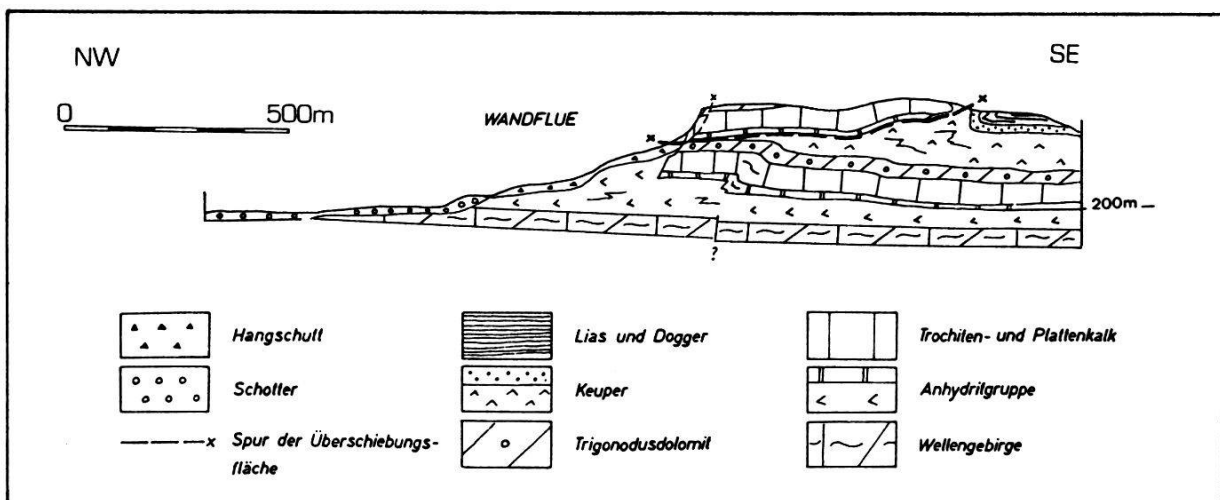 NW
SE
0 500m
WANDFLUE
200m
?
Hangschutt
Schotter
Spur der Überschiebungs-
fläche
Lias und Dogger
Keuper
Trigonodusdolomit
Trochiten- und Plattenkalk
Anhydritgruppe
Wellengebirge